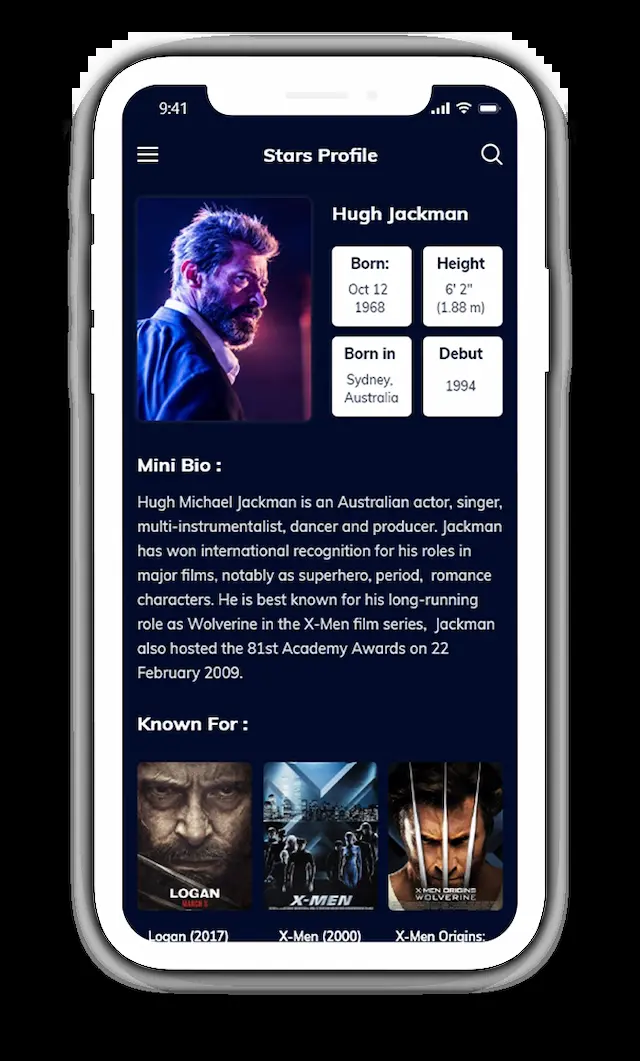 9:41
Stars Profile
Hugh Jackman
Born:
Oct 12
1968
Height
6' 2"
(1.88 m)
Born in
Sydney.
Australia
Debut
1994
Mini Bio :
Hugh Michael Jackman is an Australian actor, singer,
multi-instrumentalist, dancer and producer. Jackman
has won international recognition for his roles in
major films, notably as superhero, period, romance
characters. He is best known for his long-running
role as Wolverine in the X-Men film series, Jackman
also hosted the 81st Academy Awards on 22
February 2009.
Known For :
LOGAN
MARCH 3
X-MEN
X-MEN ORIGINS
WOLVERINE
Logan (2017)
X-Men (2000)
X-Men Origins: